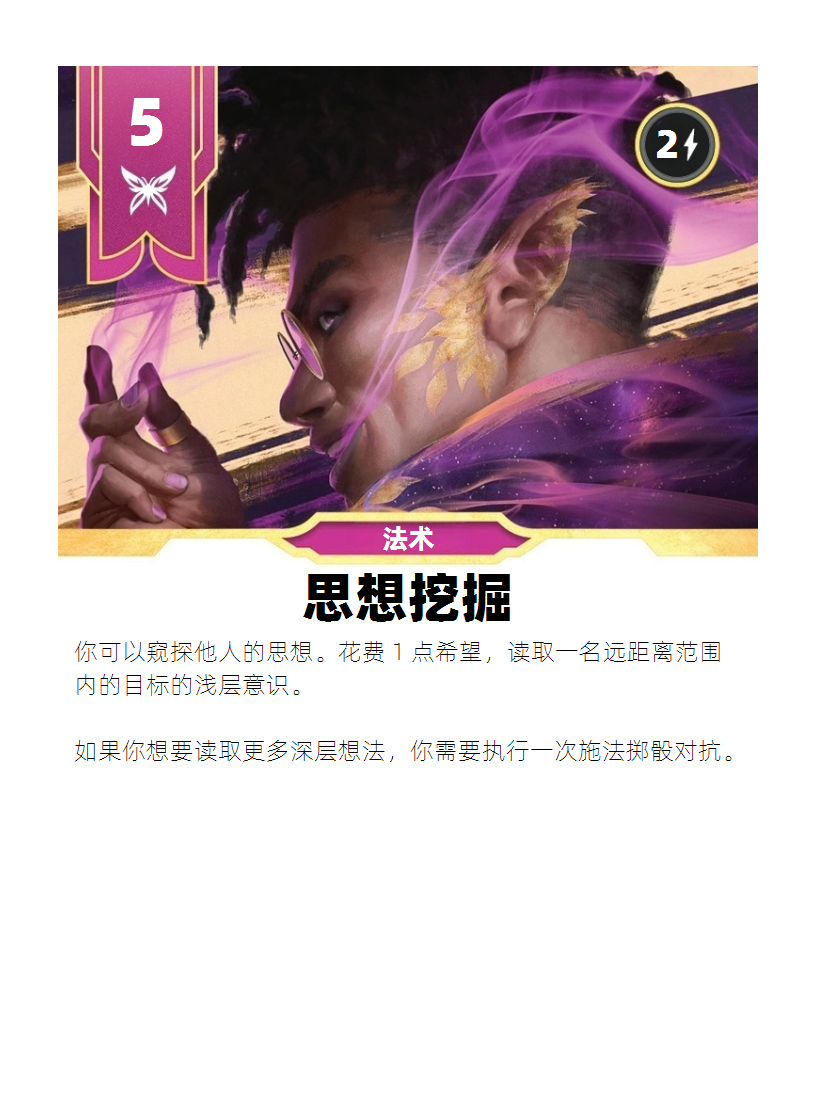 5
2
法术
思想挖掘
你可以窥探他人的思想。花费 1 点希望，读取一名远距离范围
内的目标的浅层意识。
如果你想要读取更多深层想法，你需要执行一次施法掷骰对抗。